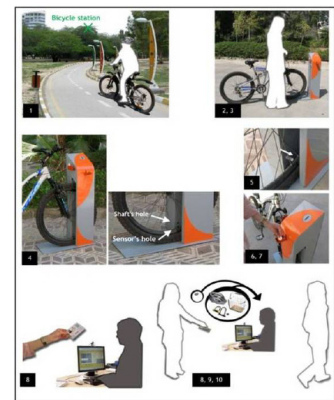 Bicycle station
1
2, 3
4
Shaft's hole
Sensor's hole
5
6, 7
8
8, 9, 10